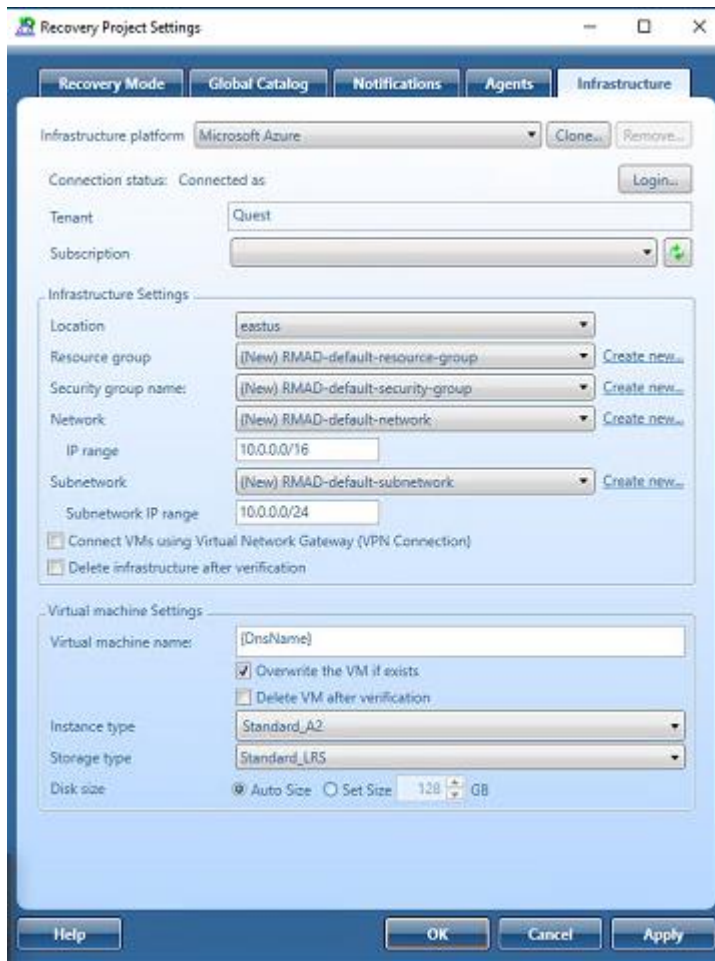 Recovery Project Settings
Recovery Mode Global Catalog Notifications Agents Infrastructure
Infrastructure platform Microsoft Azure Clone... Remove...
Connection status: Connected as Login...
Tenant Quest
Subscription
Infrastructure Settings
Location eastus
Resource group (New) RMAD-default-resource-group Create new...
Security group name: (New) RMAD-default-security-group Create new...
Network (New) RMAD-default-network Create new...
IP range 10.0.0.0/16
Subnetwork (New) RMAD-default-subnetwork Create new...
Subnetwork IP range 10.0.0.0/24
Connect VMs using Virtual Network Gateway (VPN Connection)
Delete infrastructure after verification
Virtual machine Settings
Virtual machine name: {DnsName}
Overwrite the VM if exists
Delete VM after verification
Instance type Standard_A2
Storage type Standard_LRS
Disk size Auto Size Set Size 128 GB
Help OK Cancel Apply